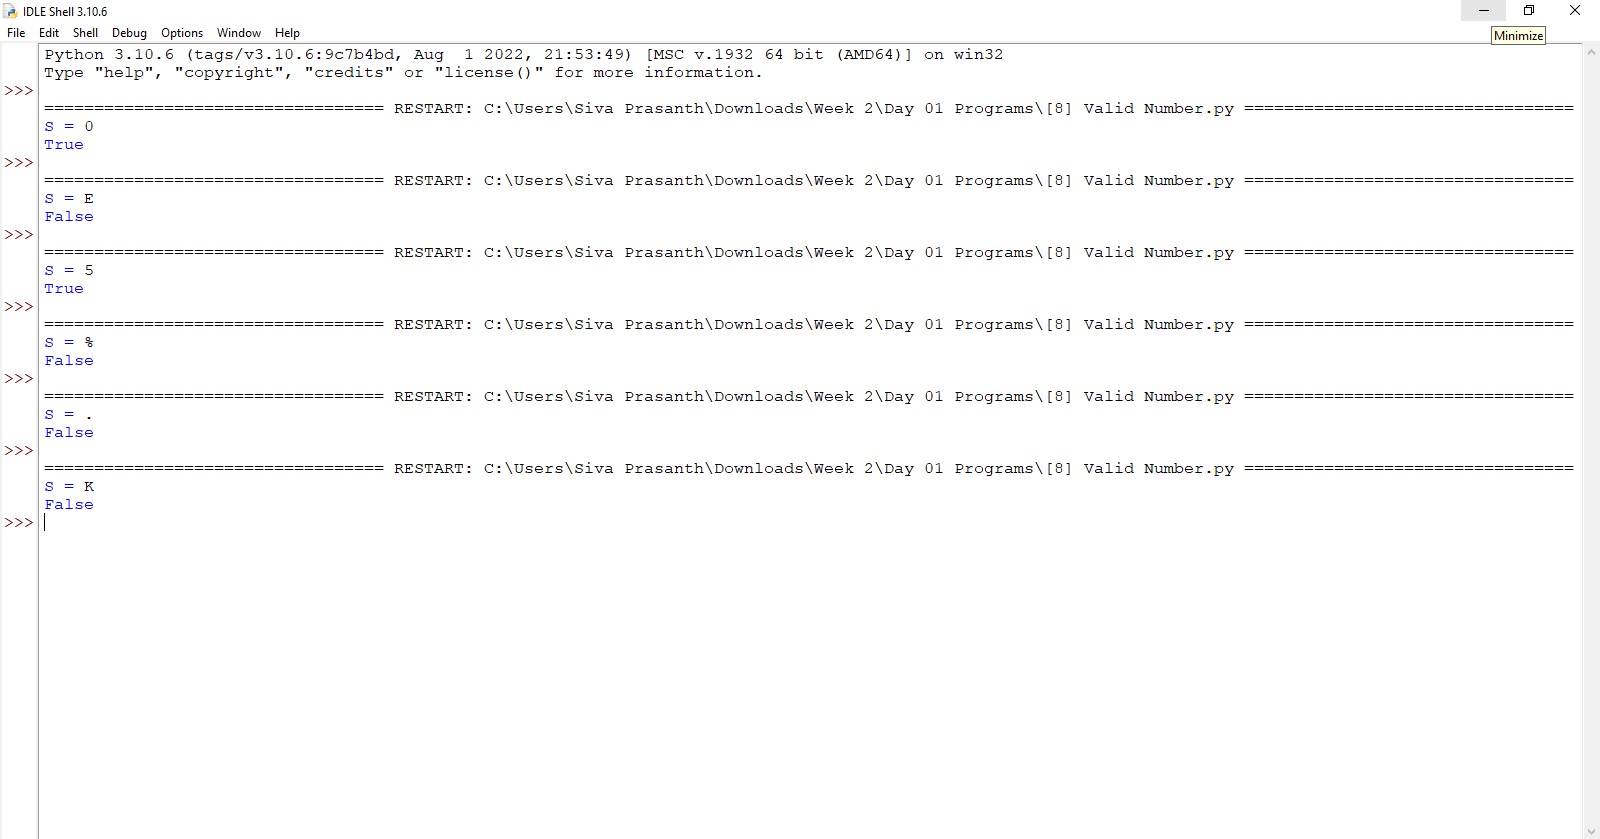 IDLE Shell 3.10.6
File Edit Shell Debug Options Window Help
Minimize
Python 3.10.6 (tags/v3.10.6:9c7b4bd, Aug  1 2022, 21:53:49) [MSC v.1932 64 bit (AMD64)] on win32
Type "help", "copyright", "credits" or "license()" for more information.
>>>
================================== RESTART: C:\Users\Siva Prasanth\Downloads\Week 2\Day 01 Programs\[8] Valid Number.py =================================
S = 0
True
>>>
================================== RESTART: C:\Users\Siva Prasanth\Downloads\Week 2\Day 01 Programs\[8] Valid Number.py =================================
S = E
False
>>>
================================== RESTART: C:\Users\Siva Prasanth\Downloads\Week 2\Day 01 Programs\[8] Valid Number.py =================================
S = 5
True
>>>
================================== RESTART: C:\Users\Siva Prasanth\Downloads\Week 2\Day 01 Programs\[8] Valid Number.py =================================
S = %
False
>>>
================================== RESTART: C:\Users\Siva Prasanth\Downloads\Week 2\Day 01 Programs\[8] Valid Number.py =================================
S = .
False
>>>
================================== RESTART: C:\Users\Siva Prasanth\Downloads\Week 2\Day 01 Programs\[8] Valid Number.py =================================
S = K
False
>>>